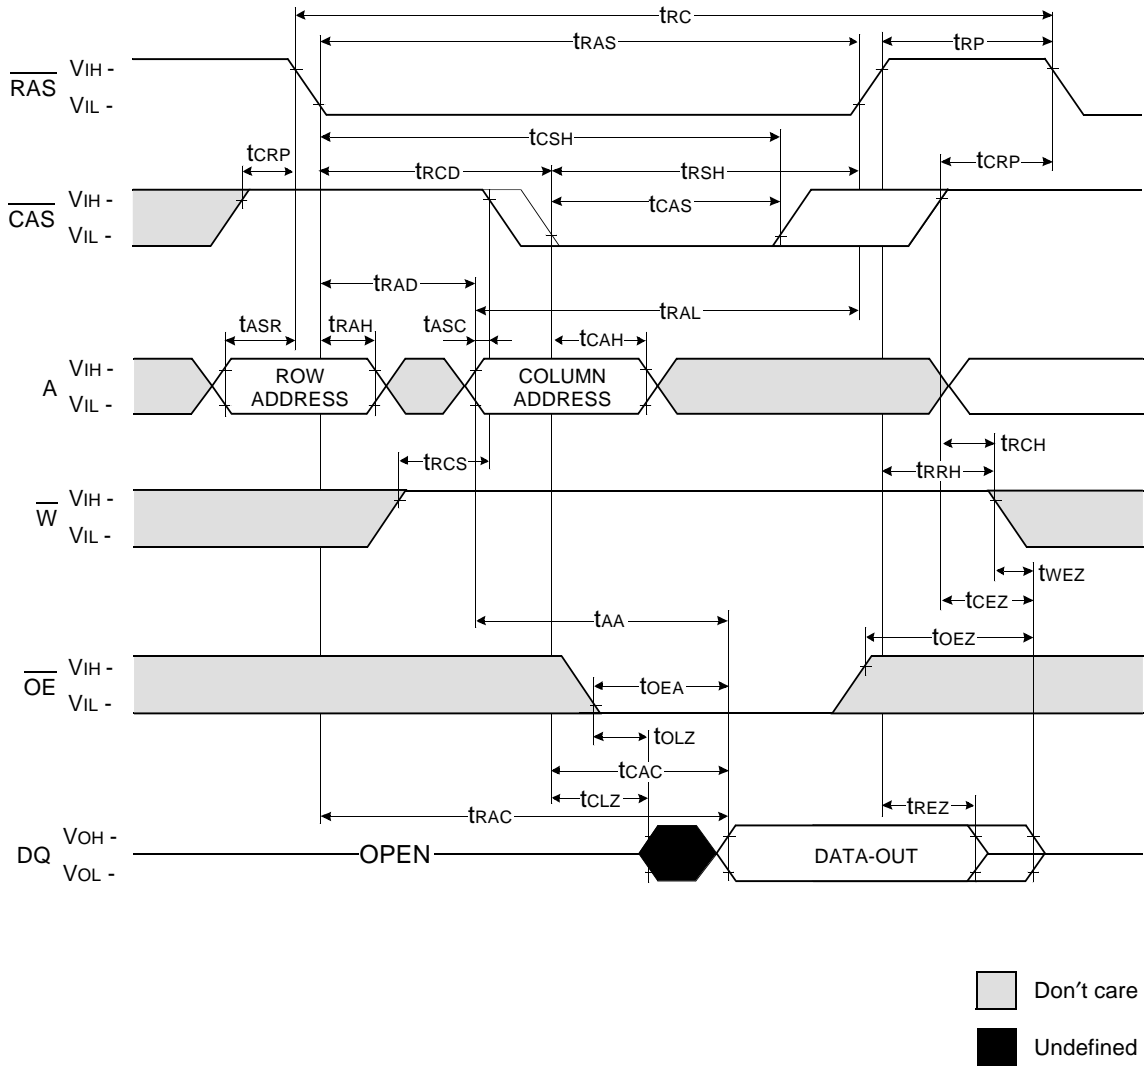 tRC
tRAS
tRP
RAS
VIH -
VIL -
tCSH
tCRP
tRCD
tRSH
tCRP
CAS
VIH -
VIL -
tCAS
tRAD
tRAL
tASR
tRAH
tASC
tCAH
A
VIH -
VIL -
ROW
ADDRESS
COLUMN
ADDRESS
tRCH
tRCS
tRRH
W
VIH -
VIL -
tWEZ
tCEZ
tAA
tOEZ
OE
VIH -
VIL -
tOEA
tOLZ
tCAC
tCLZ
tREZ
tRAC
DQ
VOH -
VOL -
OPEN
DATA-OUT
Don′t care
Undefined